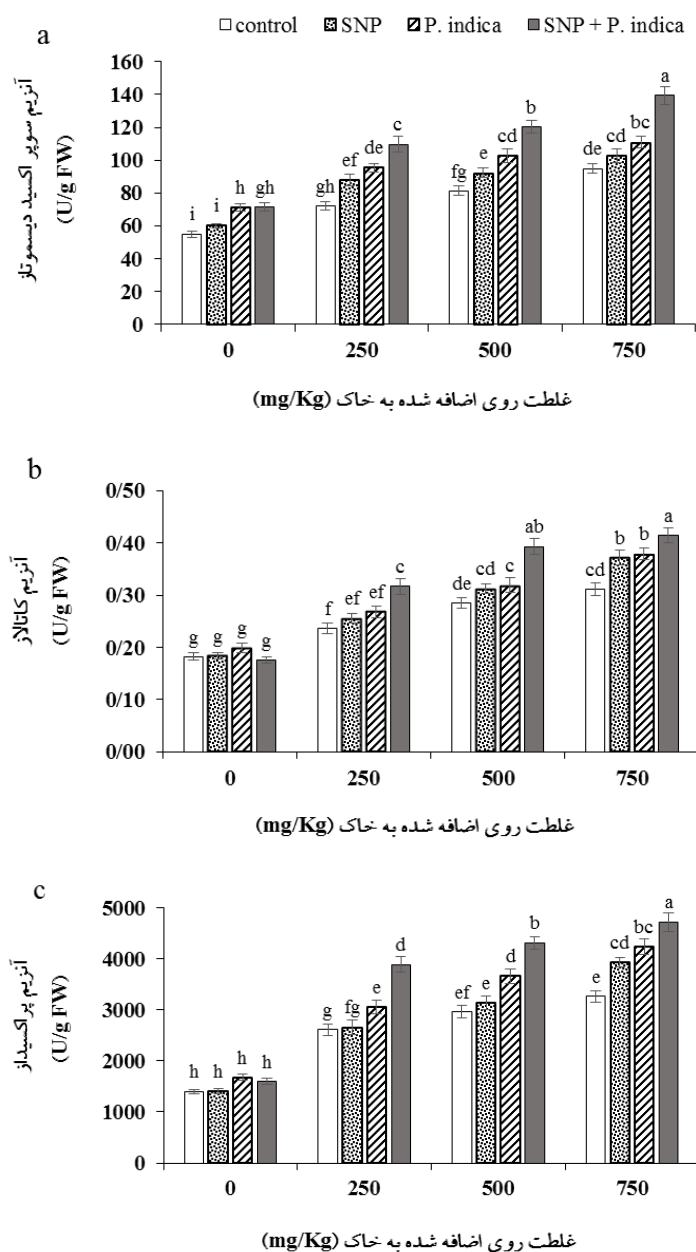 a
control SNP P. indica SNP + P. indica
آنزیم سوپر اکسید دیسموتاز
(U/g FW)
160
140
120
100
80
60
40
20
0
i i h gh
gh ef de c
fg e cd b
de cd bc a
0 250 500 750
غلطت روی اضافه شده به خاک (mg/Kg)
b
آنزیم کاتالاز
(U/g FW)
0/50
0/40
0/30
0/20
0/10
0/00
g g g g
f ef ef c
de cd c ab
cd b b a
0 250 500 750
غلطت روی اضافه شده به خاک (mg/Kg)
c
آنزیم پراکسیداز
(U/g FW)
5000
4000
3000
2000
1000
0
h h h h
g fg e d
ef e d b
e cd bc a
0 250 500 750
غلطت روی اضافه شده به خاک (mg/Kg)